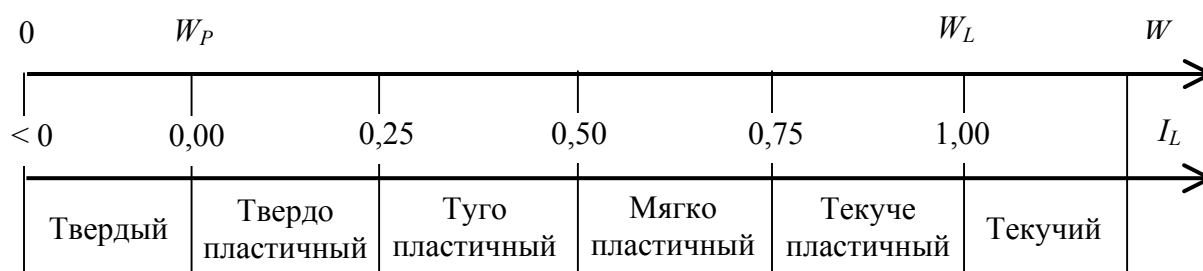 0 W_P W_L W
< 0 0,00 0,25 0,50 0,75 1,00 I_L
Твердый
Твердо
пластичный
Туго
пластичный
Мягко
пластичный
Текуче
пластичный
Текучий